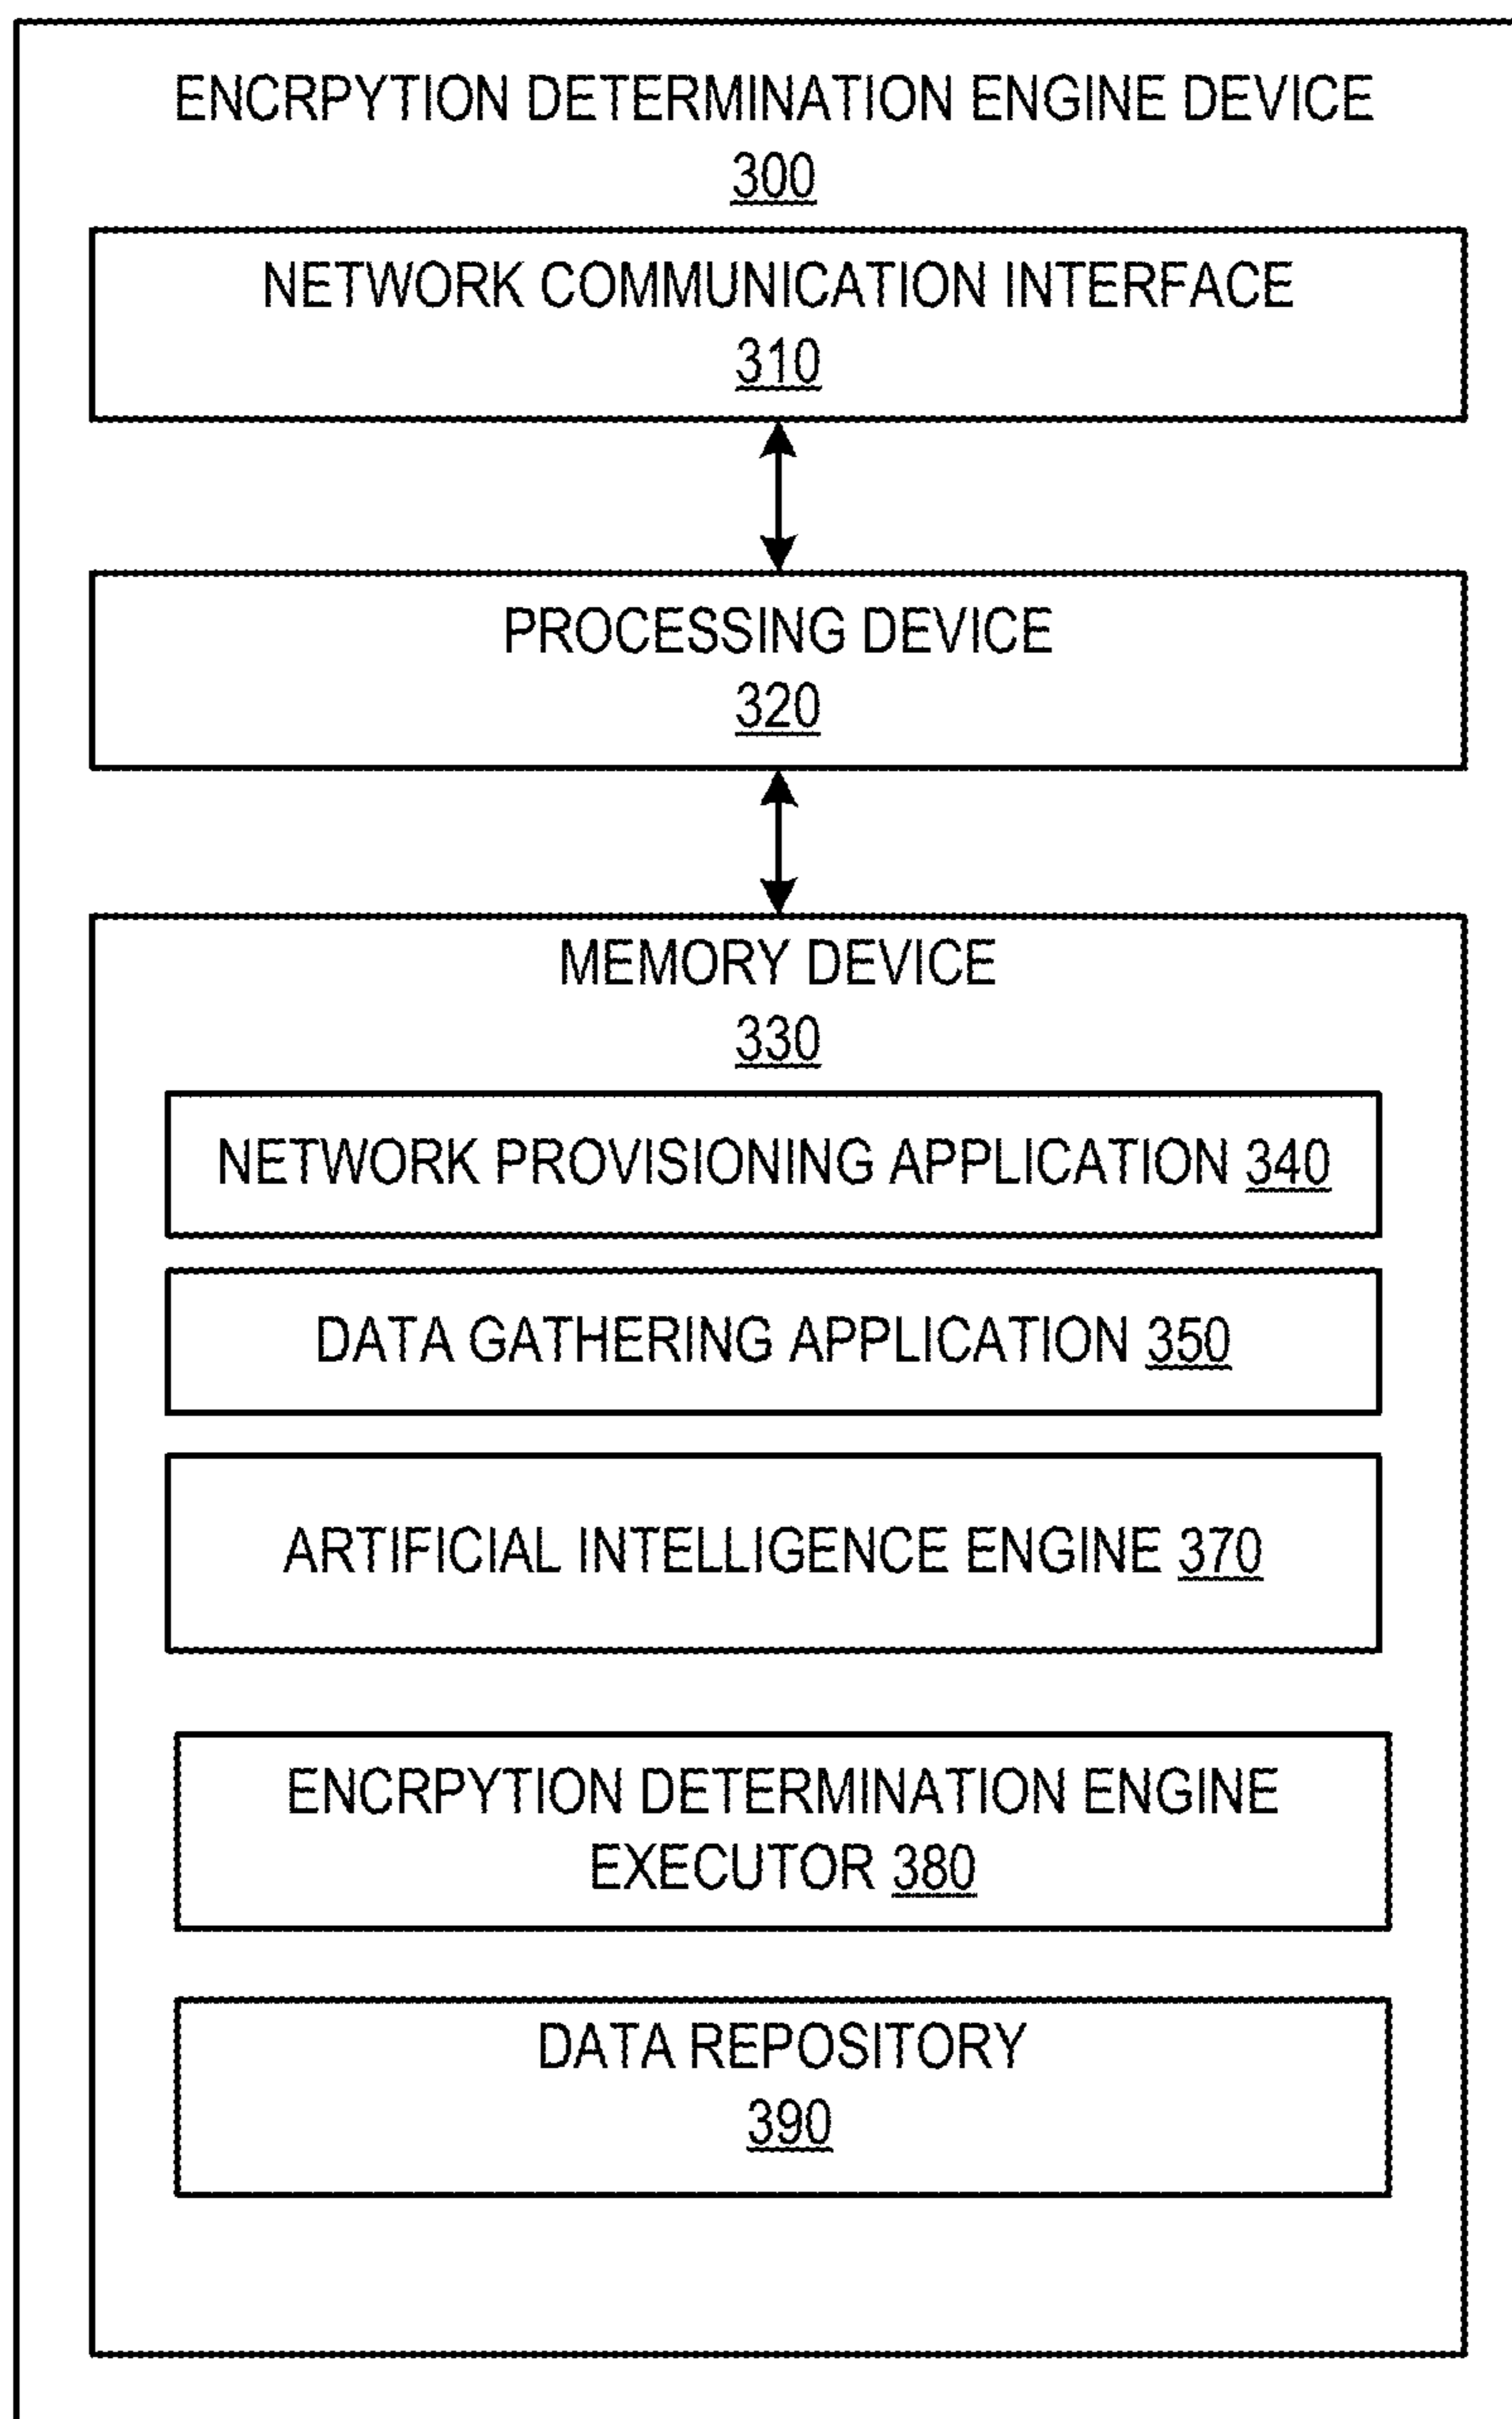 ENCRPYTION DETERMINATION ENGINE DEVICE
300
NETWORK COMMUNICATION INTERFACE
310
PROCESSING DEVICE
320
MEMORY DEVICE
330
NETWORK PROVISIONING APPLICATION 340
DATA GATHERING APPLICATION 350
ARTIFICIAL INTELLIGENCE ENGINE 370
ENCRPYTION DETERMINATION ENGINE
EXECUTOR 380
DATA REPOSITORY
390